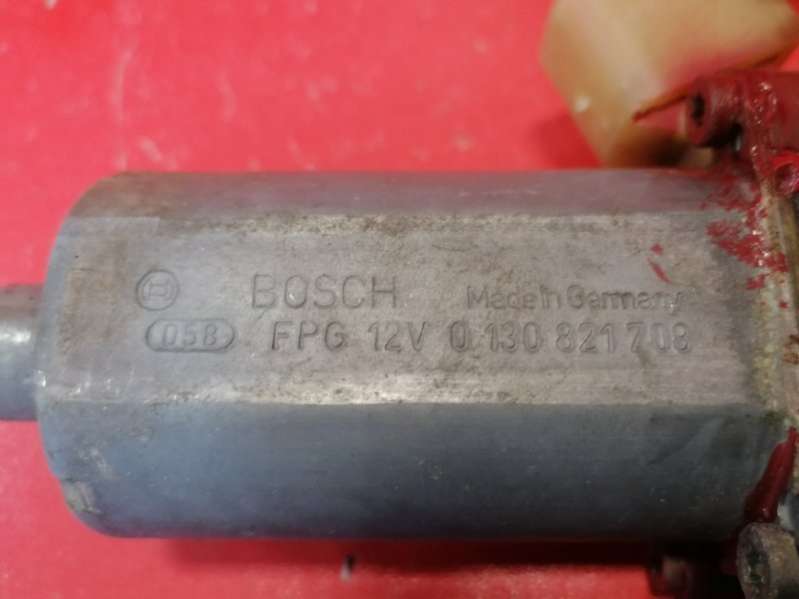 BOSCH Made in Germany
058 FPG 12V 0 130 821 708